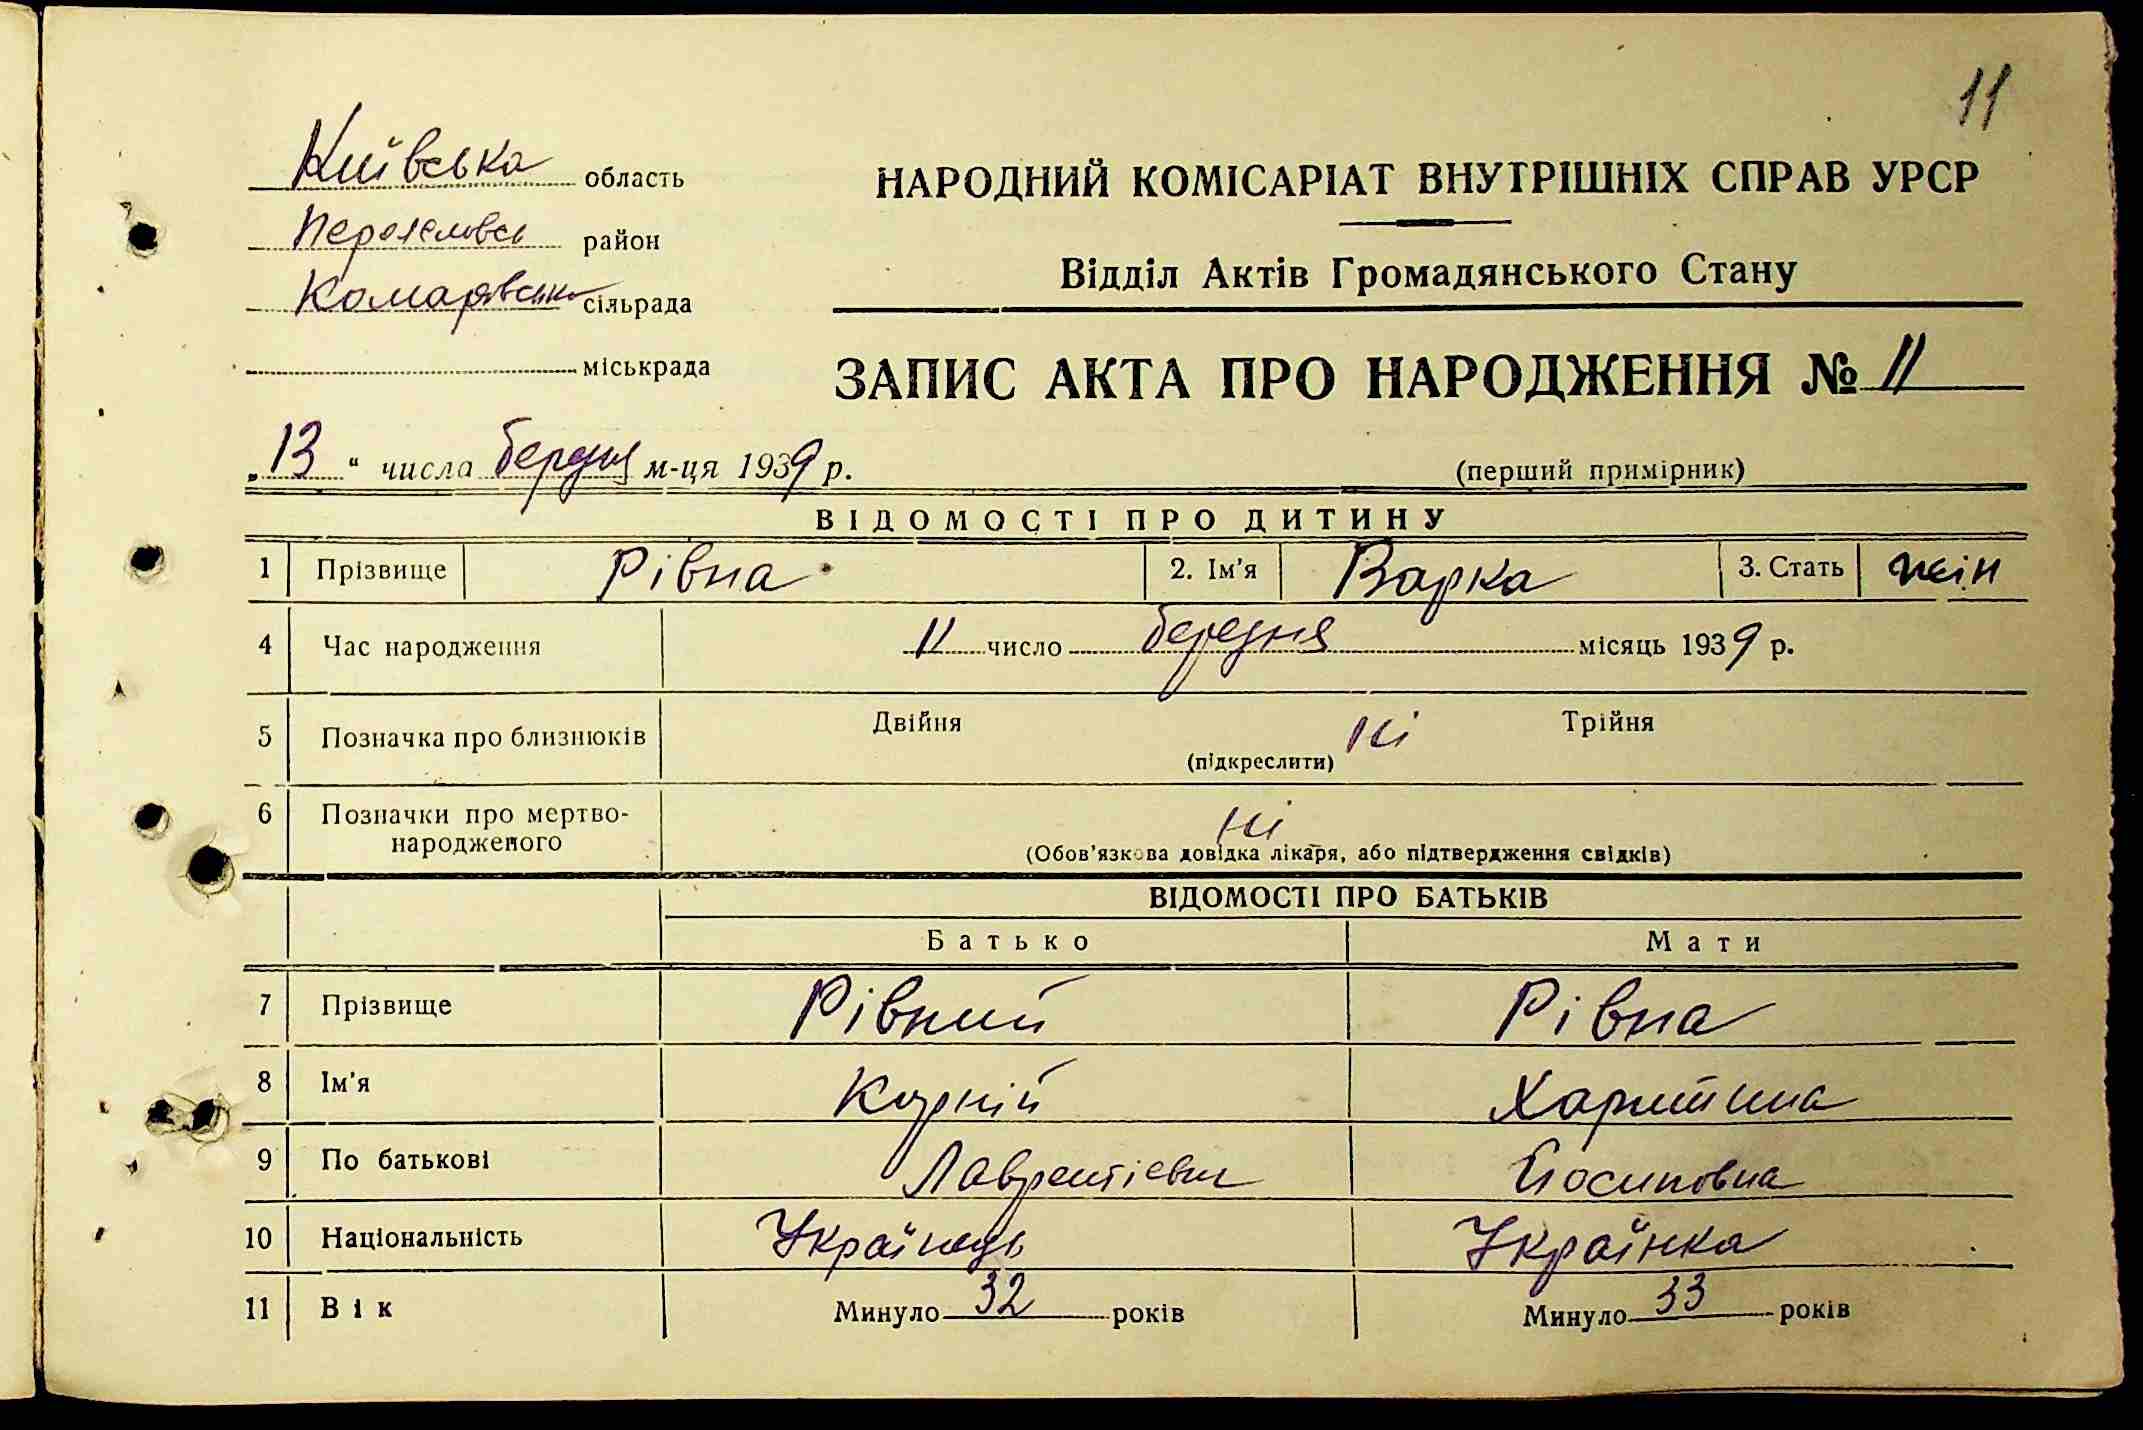 11
Київська область
район
Комарівська сільрада
міськрада
НАРОДНИЙ КОМІСАРІАТ ВНУТРІШНІХ СПРАВ УРСР
Відділ Актів Громадянського Стану
ЗАПИС АКТА ПРО НАРОДЖЕННЯ № 11
„13“ числа березня м-ця 1939 р.
(перший примірник)
ВІДОМОСТІ ПРО ДИТИНУ
1 Прізвище Рівна 2. Ім'я Варка 3. Стать жін
4 Час народження 11 число березня місяць 1939 р.
5 Позначка про близнюків Двійня ні Трійня
(підкреслити)
6 Позначки про мертво-
народженого ні
(Обов'язкова довідка лікаря, або підтвердження свідків)
ВІДОМОСТІ ПРО БАТЬКІВ
Батько Мати
7 Прізвище Рівний Рівна
8 Ім'я Корній Харитина
9 По батькові Лаврентієвич Йосиповна
10 Національність Українець Українка
11 Вік Минуло 32 років Минуло 33 років